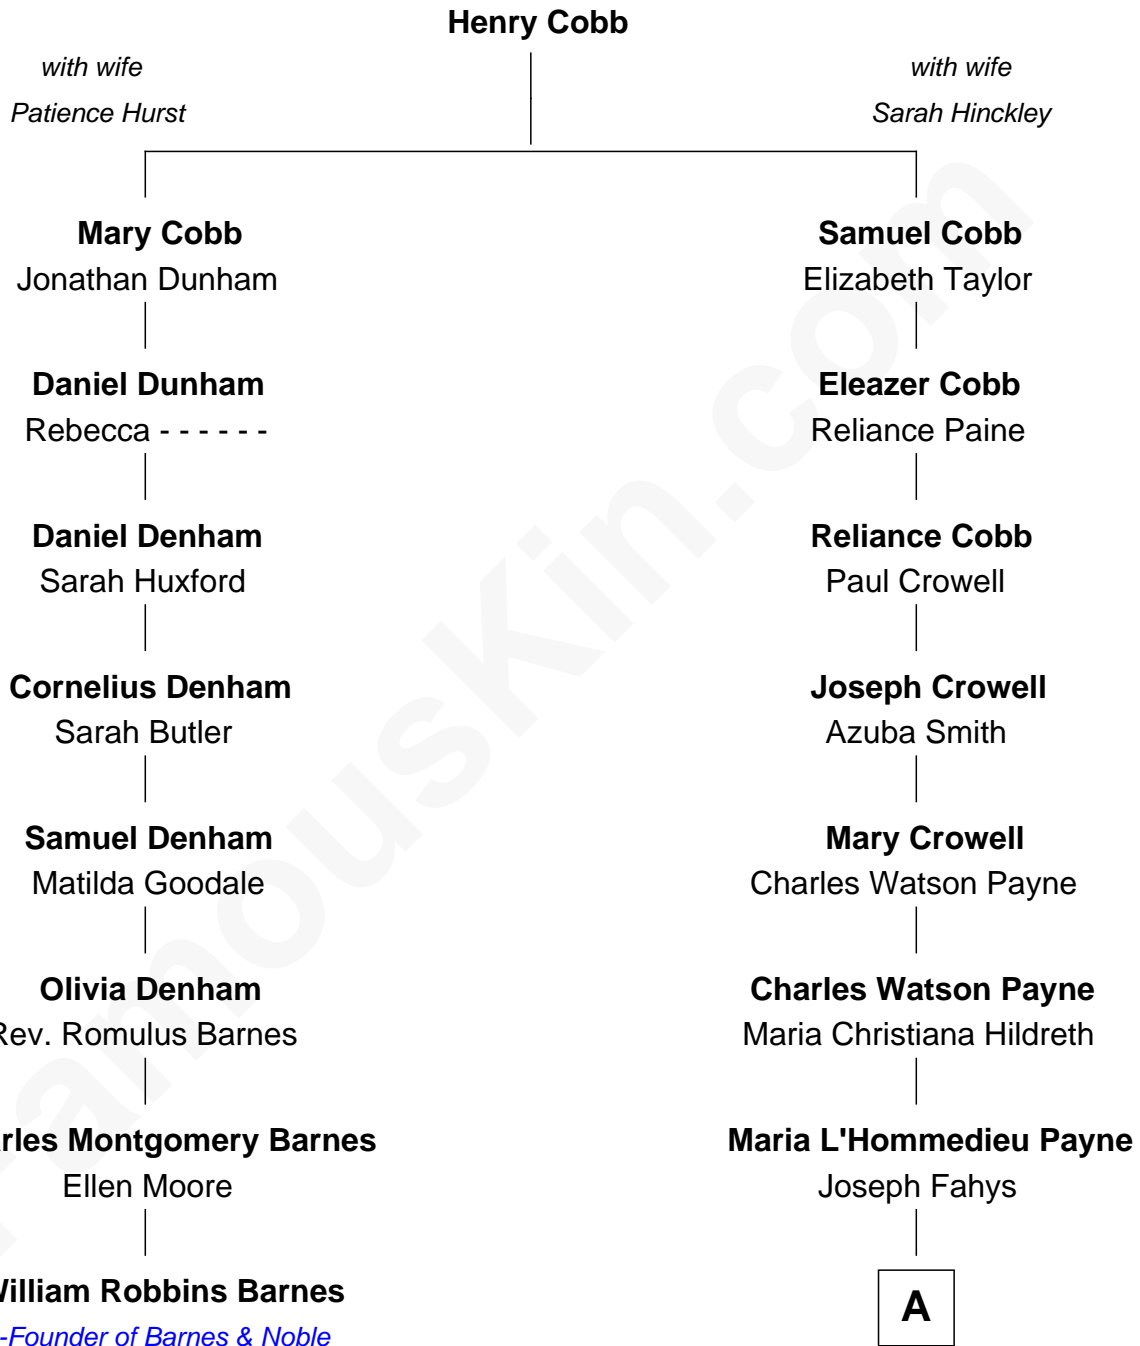 Henry Cobb
with wife
Patience Hurst
with wife
Sarah Hinckley
Mary Cobb
Jonathan Dunham
Samuel Cobb
Elizabeth Taylor
Daniel Dunham
Rebecca - - - - - -
Eleazer Cobb
Reliance Paine
Daniel Denham
Sarah Huxford
Reliance Cobb
Paul Crowell
Cornelius Denham
Sarah Butler
Joseph Crowell
Azuba Smith
Samuel Denham
Matilda Goodale
Mary Crowell
Charles Watson Payne
Olivia Denham
Rev. Romulus Barnes
Charles Watson Payne
Maria Christiana Hildreth
rles Montgomery Barnes
Ellen Moore
Maria L'Hommedieu Payne
Joseph Fahys
William Robbins Barnes
-Founder of Barnes & Noble
A
FamousKin.com